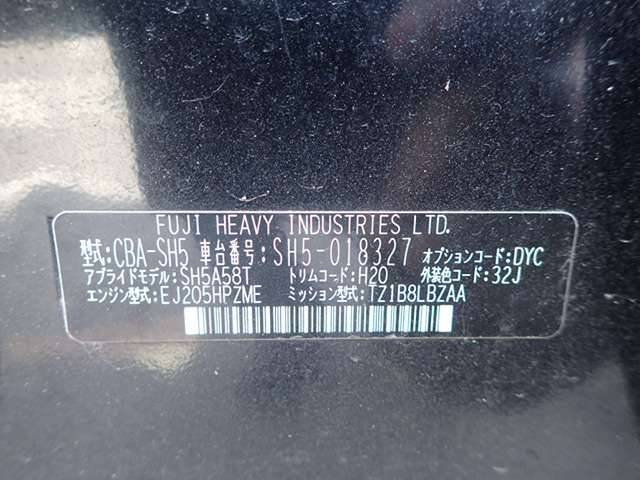 FUJI HEAVY INDUSTRIES LTD.
型式:CBA-SH5 車台番号:SH5-018327 オプションコード:DYC
アプライドモデル:SH5A58T トリムコード:H20 外装色コード:32J
エンジン型式:EJ205HPZME ミッション型式:TZ1B8LBZAA